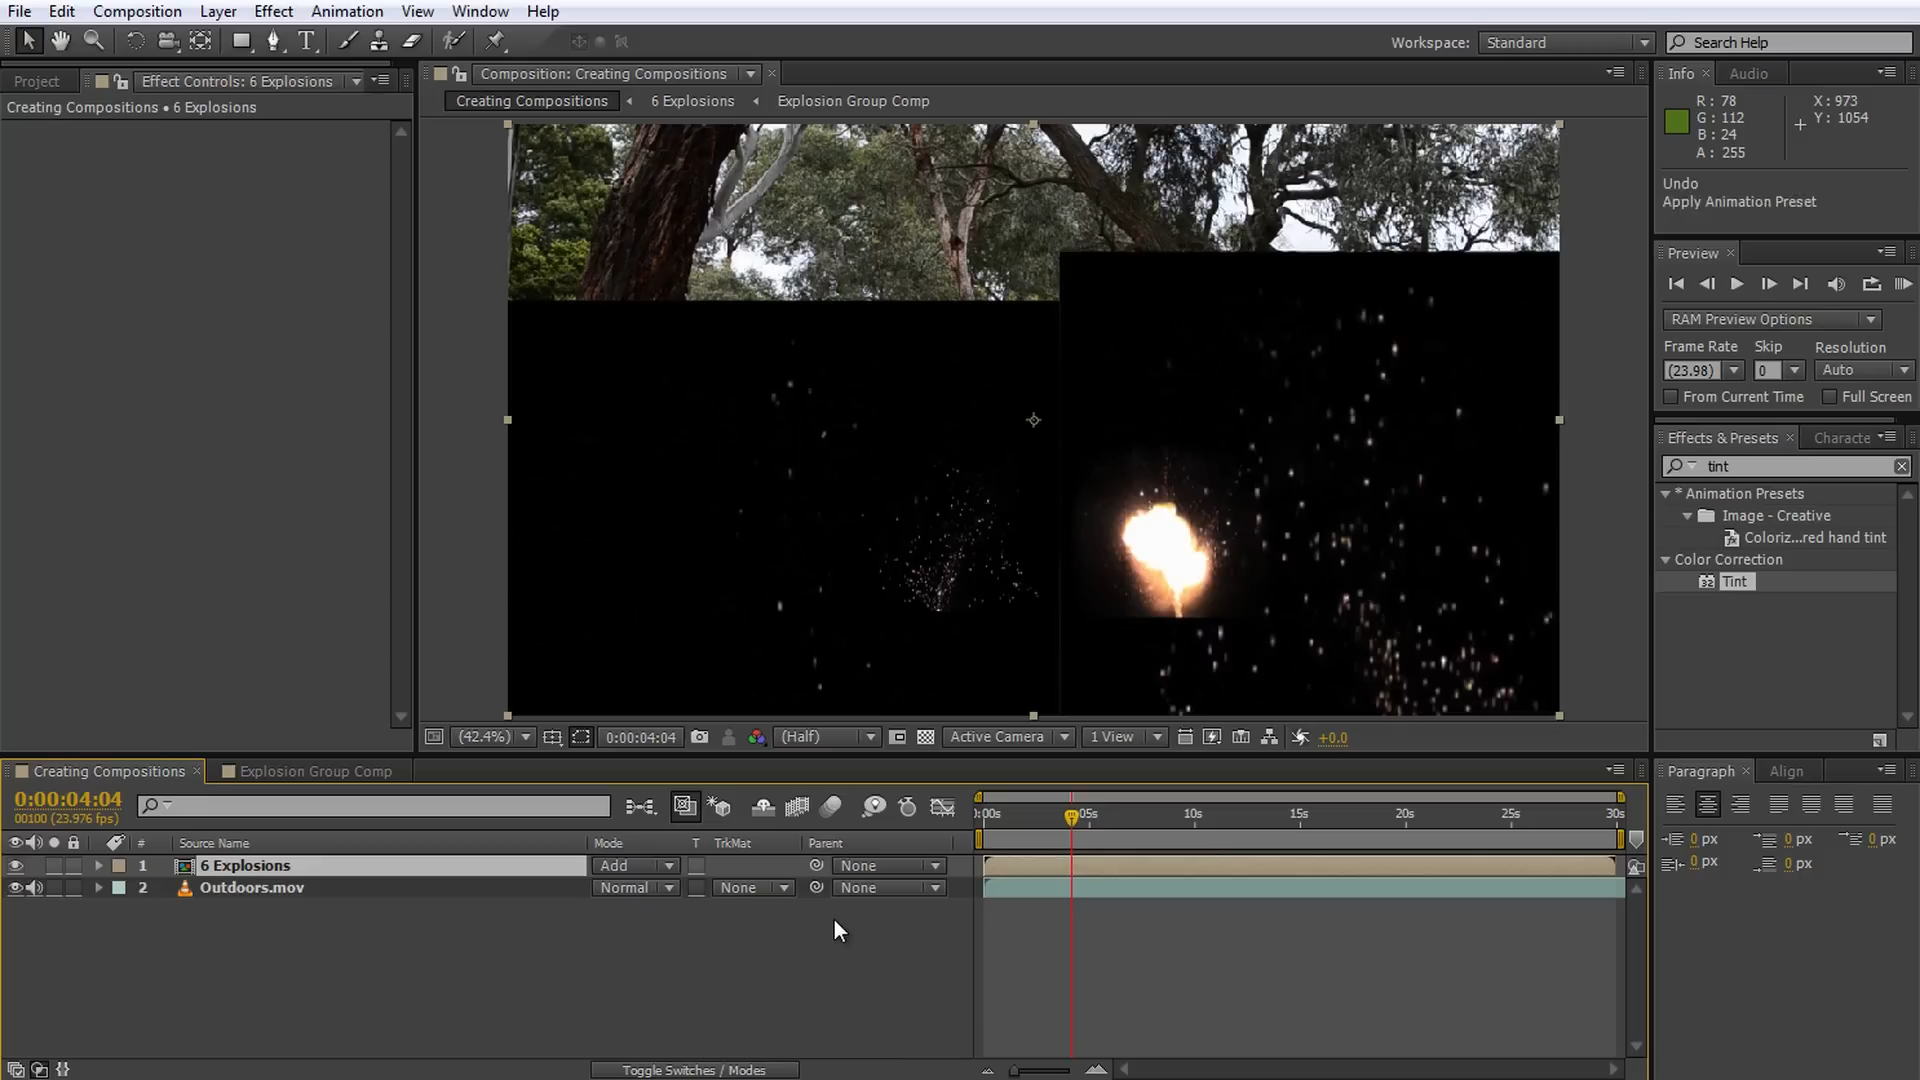 File Edit Composition Layer Effect Animation View Window Help
Workspace: Standard
Search Help
Project
Effect Controls: 6 Explosions
Creating Compositions • 6 Explosions
Composition: Creating Compositions
Creating Compositions
6 Explosions
Explosion Group Comp
Info
Audio
R: 78
G: 112
B: 24
A: 255
X: 973
Y: 1054
Undo
Apply Animation Preset
Preview
RAM Preview Options
Frame Rate Skip Resolution
(23.98) 0 Auto
From Current Time Full Screen
Effects & Presets
Characte
tint
* Animation Presets
Image - Creative
Coloriz...red hand tint
Color Correction
32 Tint
(42.4%) 0:00:04:04 (Half) Active Camera 1 View +0.0
Creating Compositions
Explosion Group Comp
0:00:04:04
00100 (23.976 fps)
):00s 05s 10s 15s 20s 25s 30s
# Source Name Mode T TrkMat Parent
1 6 Explosions Add None
2 Outdoors.mov Normal None None
Toggle Switches / Modes
Paragraph
Align
0 px 0 px 0 px
0 px 0 px